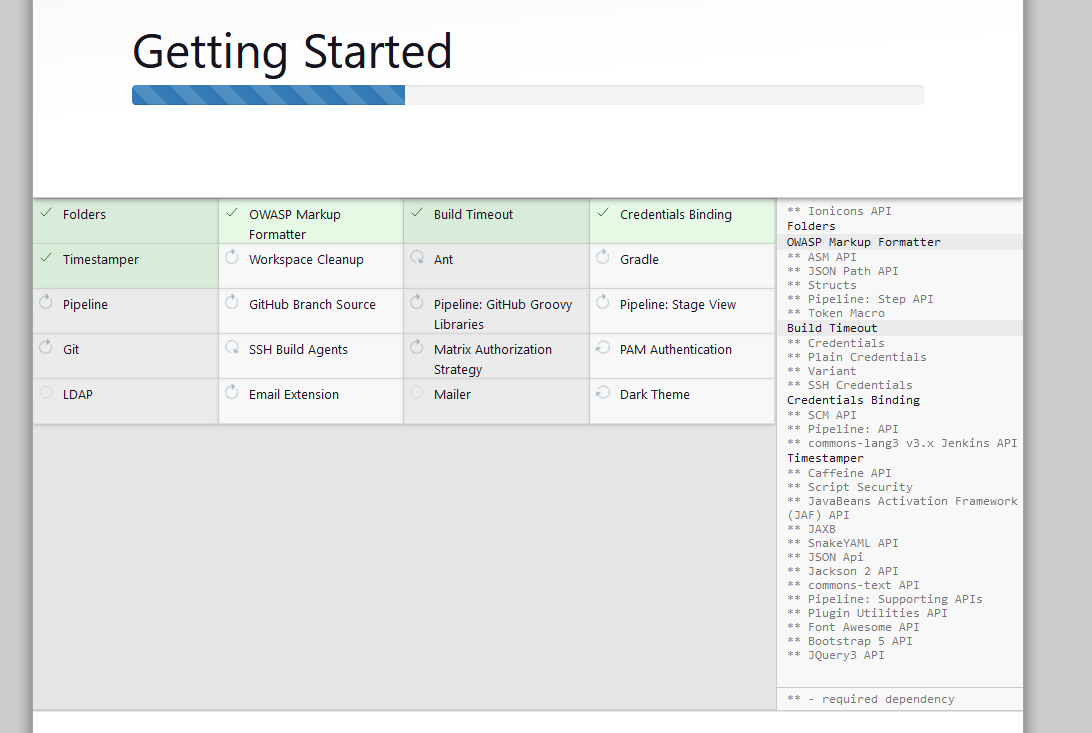 Getting Started
Folders
OWASP Markup
Formatter
Build Timeout
Credentials Binding
Timestamper
Workspace Cleanup
Ant
Gradle
Pipeline
GitHub Branch Source
Pipeline: GitHub Groovy
Libraries
Pipeline: Stage View
Git
SSH Build Agents
Matrix Authorization
Strategy
PAM Authentication
LDAP
Email Extension
Mailer
Dark Theme
** Ionicons API
Folders
OWASP Markup Formatter
** ASM API
** JSON Path API
** Structs
** Pipeline: Step API
** Token Macro
Build Timeout
** Credentials
** Plain Credentials
** Variant
** SSH Credentials
Credentials Binding
** SCM API
** Pipeline: API
** commons-lang3 v3.x Jenkins API
Timestamper
** Caffeine API
** Script Security
** JavaBeans Activation Framework
(JAF) API
** JAXB
** SnakeYAML API
** JSON Api
** Jackson 2 API
** commons-text API
** Pipeline: Supporting APIs
** Plugin Utilities API
** Font Awesome API
** Bootstrap 5 API
** JQuery3 API
** - required dependency